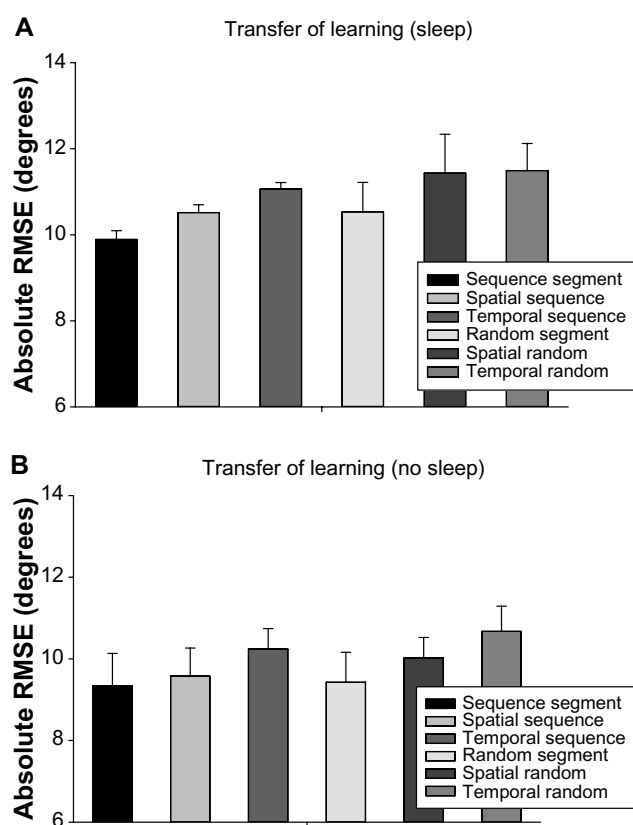 A
Transfer of learning (sleep)
Absolute RMSE (degrees)
14
12
10
8
6
Sequence segment
Spatial sequence
Temporal sequence
Random segment
Spatial random
Temporal random
B
Transfer of learning (no sleep)
Absolute RMSE (degrees)
14
12
10
8
6
Sequence segment
Spatial sequence
Temporal sequence
Random segment
Spatial random
Temporal random